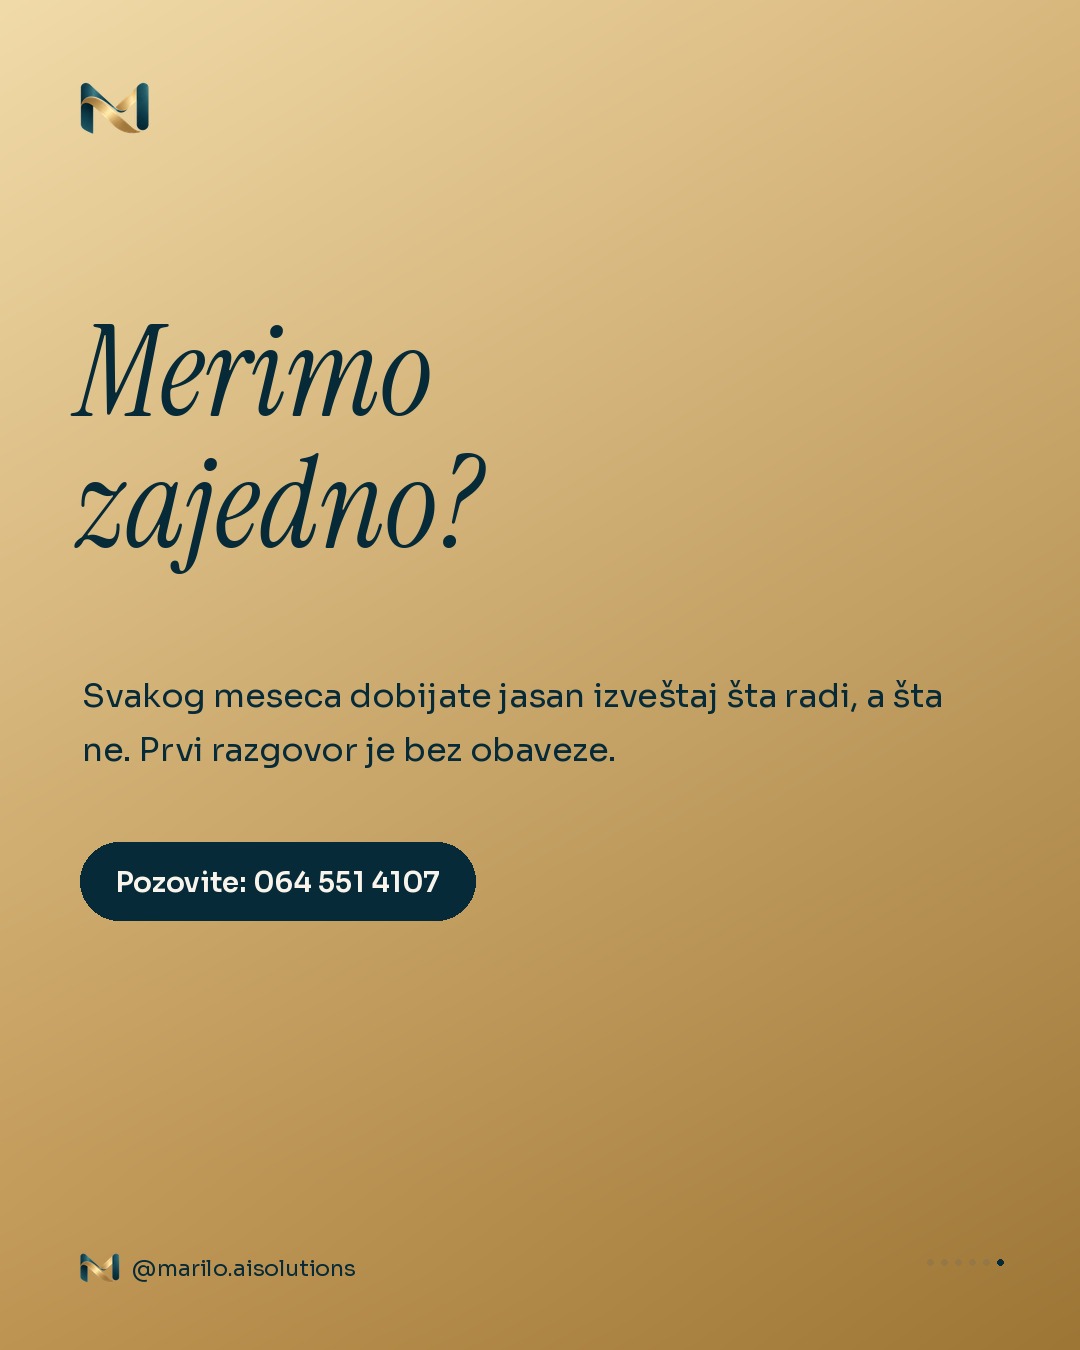 Merimo
zajedno?
Svakog meseca dobijate jasan izveštaj šta radi, a šta
ne. Prvi razgovor je bez obaveze.
Pozovite: 064 551 4107
@marilo.aisolutions